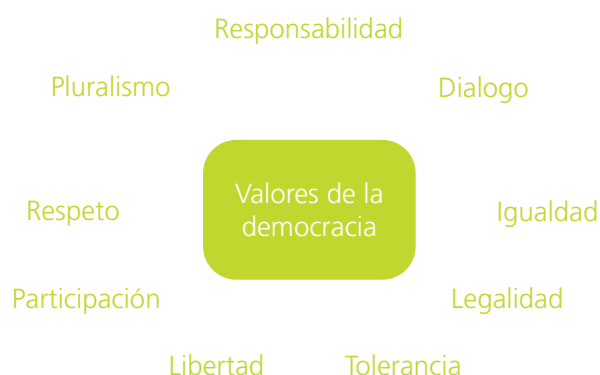 Responsabilidad
Pluralismo
Dialogo
Valores de la
democracia
Respeto
Igualdad
Participación
Legalidad
Libertad
Tolerancia